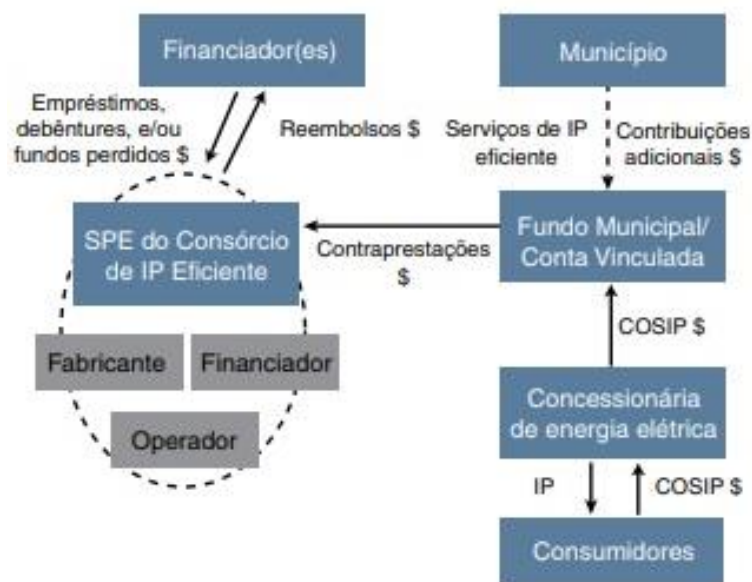 Financiador(es)
Município
Empréstimos,
debêntures, e/ou
fundos perdidos $
Reembolsos $
Serviços de IP
eficiente
Contribuições
adicionais $
SPE do Consórcio
de IP Eficiente
Contraprestações
$
Fundo Municipal/
Conta Vinculada
COSIP $
Fabricante
Financiador
Operador
Concessionária
de energia elétrica
IP
COSIP $
Consumidores